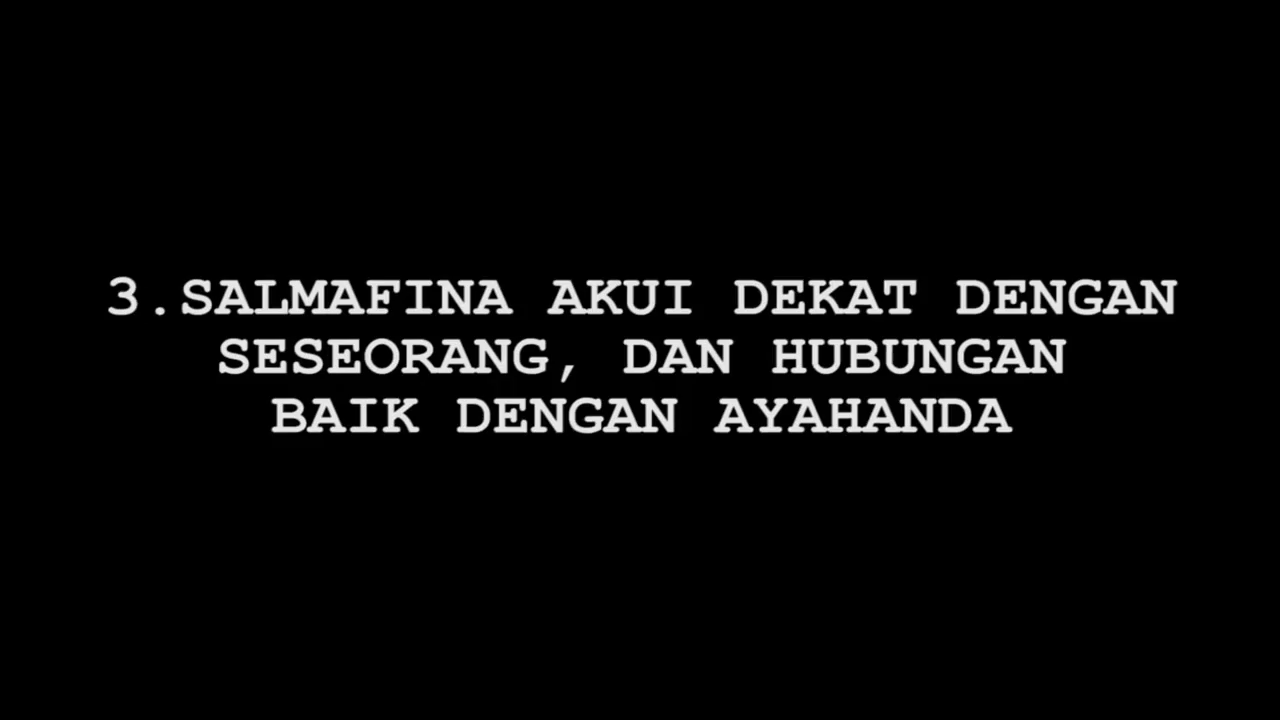 3.SALMAFINA AKUI DEKAT DENGAN
SESEORANG, DAN HUBUNGAN
BAIK DENGAN AYAHANDA